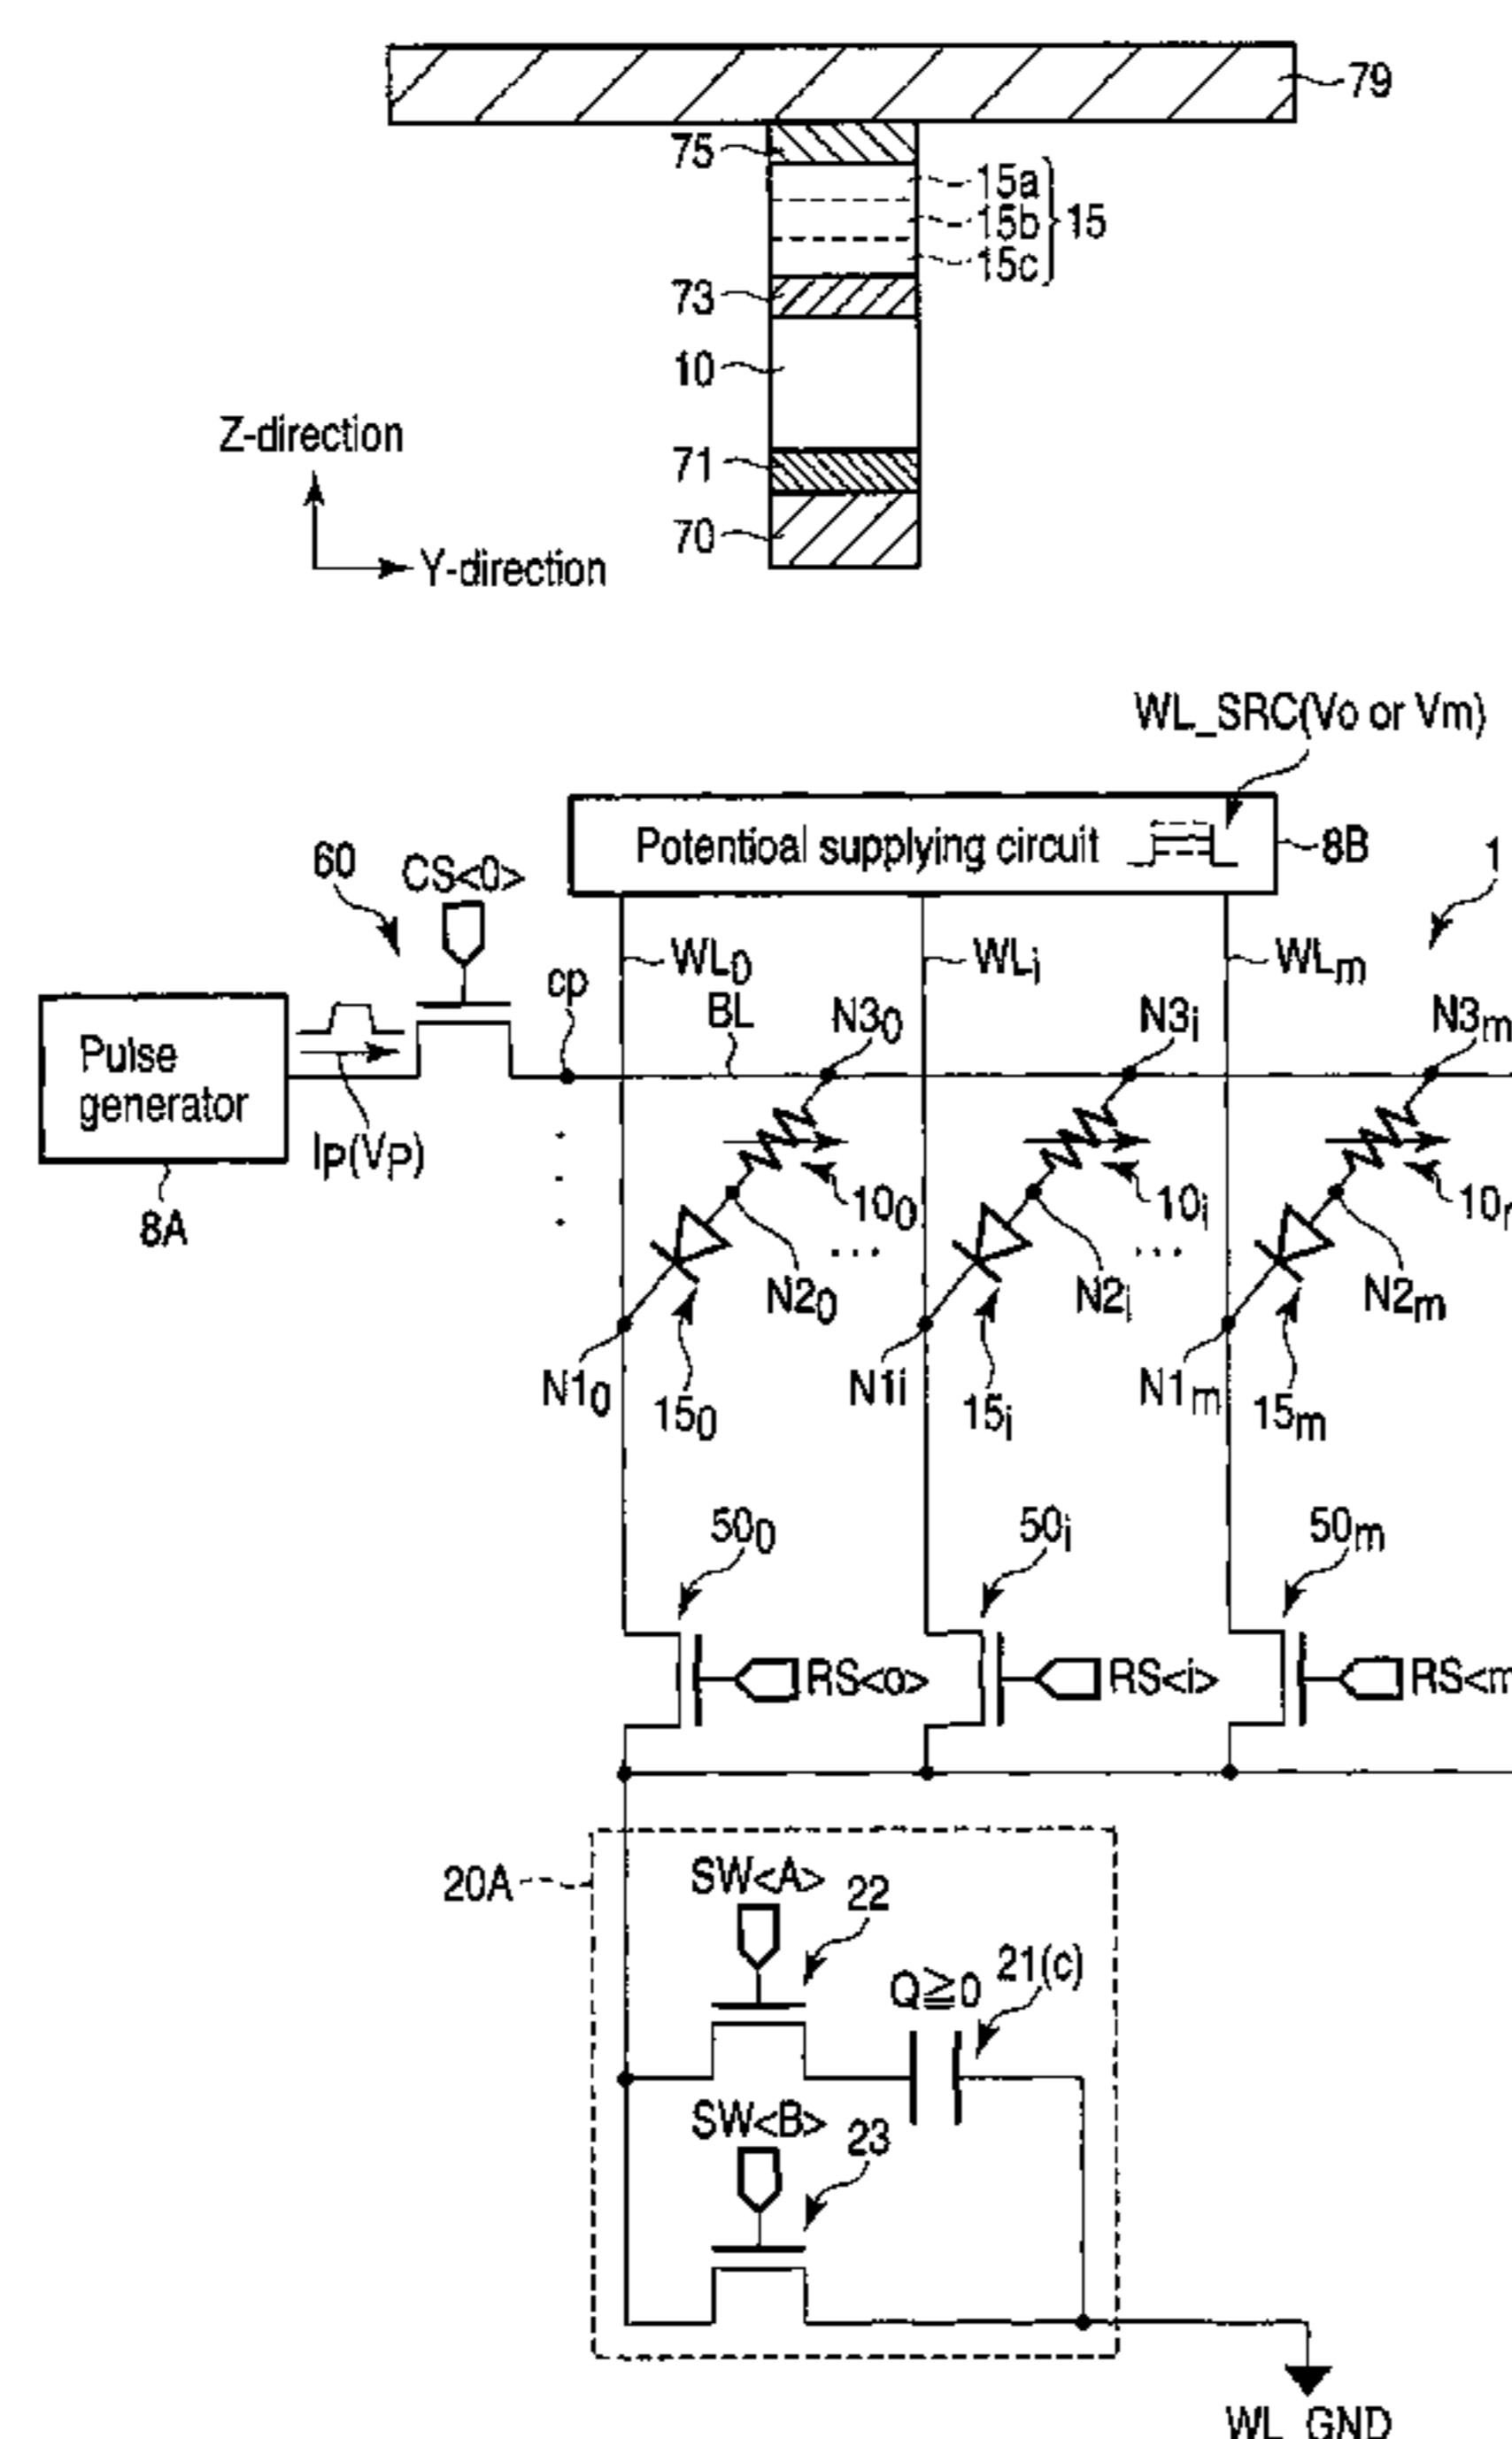 79
75
15a
15b
15c
15
73
10
71
70
Z-direction
Y-direction
WL_SRC(Vo or Vm)
Potentioal supplying circuit
8B
1
60
CS<0>
cp
WL0
BL
WLi
WLm
N30
N3i
N3m
Pulse
generator
IP(VP)
8A
100
10i
N20
N2i
N2m
N10
150
N1i
15i
N1m
15m
500
50i
50m
RS<o>
RS<i>
20A
SW<A>
22
Q≧0
21(c)
SW<B>
23
WL_GND